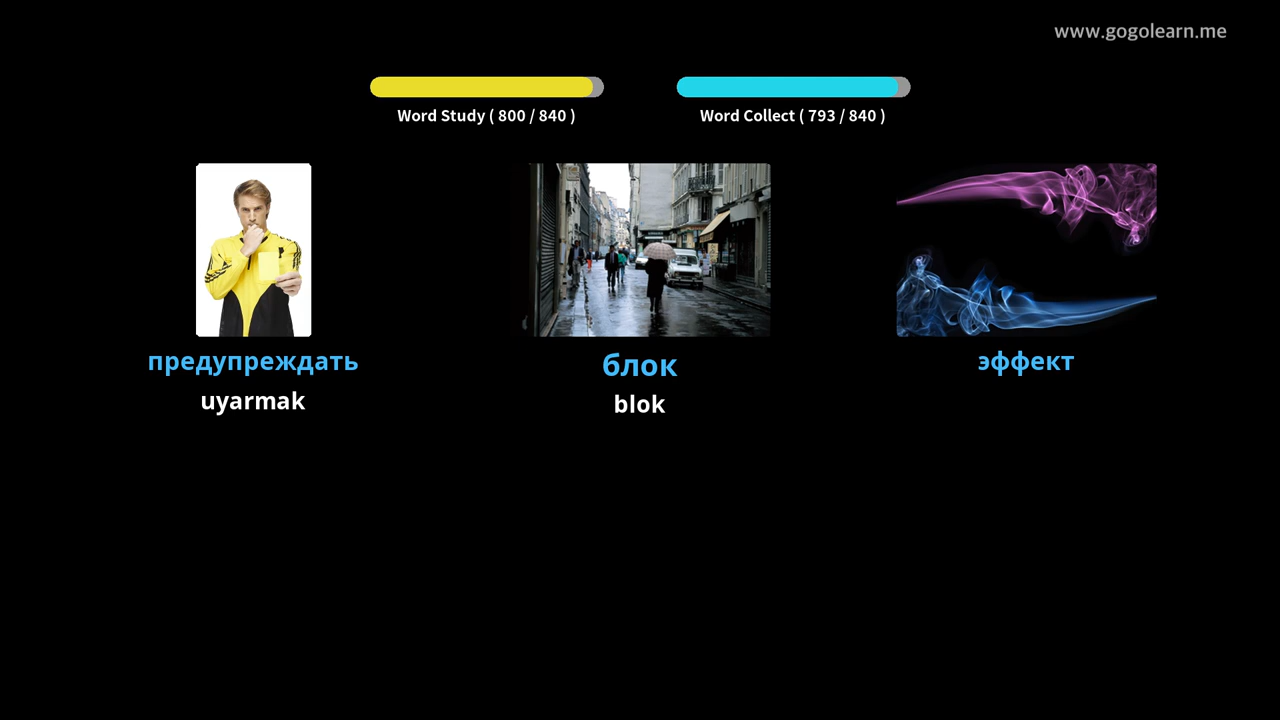 www.gogolearn.me
Word Study ( 800 / 840 )
Word Collect ( 793 / 840 )
предупреждать
блок
эффект
uyarmak
blok